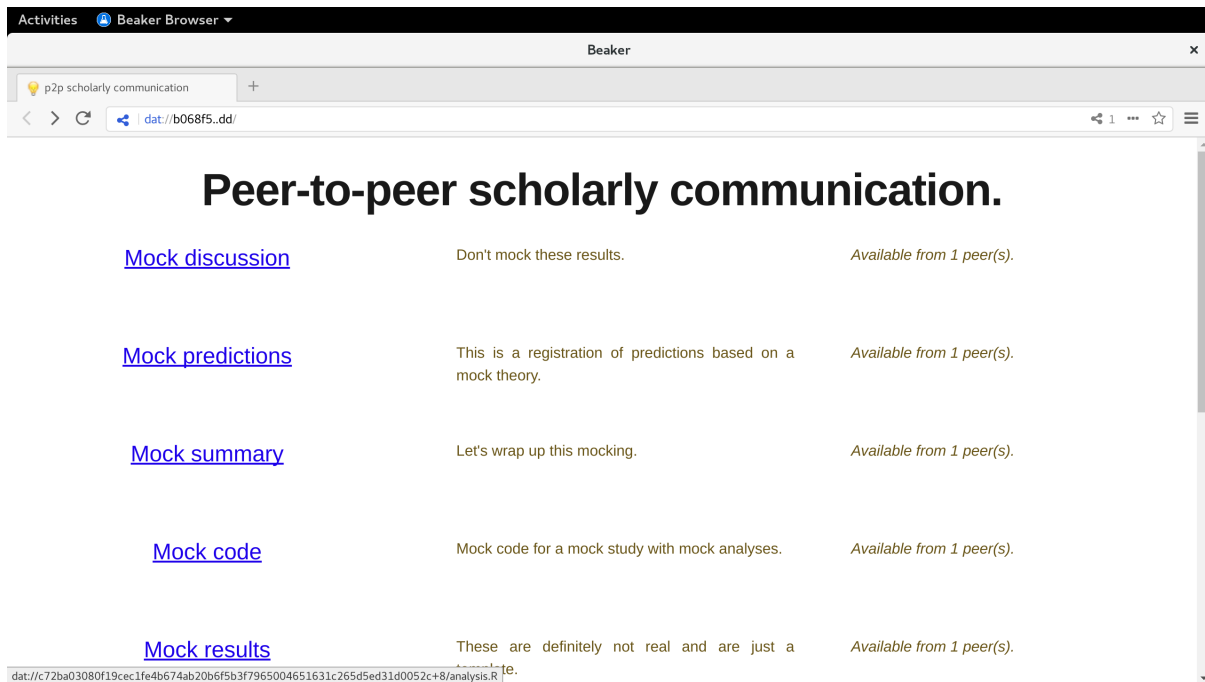 Activities Beaker Browser
Beaker
p2p scholarly communication
dat://b068f5..dd/ 1
Peer-to-peer scholarly communication.
Mock discussion Don't mock these results. Available from 1 peer(s).
Mock predictions This is a registration of predictions based on a Available from 1 peer(s).
mock theory.
Mock summary Let's wrap up this mocking. Available from 1 peer(s).
Mock code Mock code for a mock study with mock analyses. Available from 1 peer(s).
Mock results These are definitely not real and are just a Available from 1 peer(s).
dat://c72ba03080f19cec1fe4b674ab20b6f5b3f7965004651631c265d5ed31d0052c+8/analysis.R